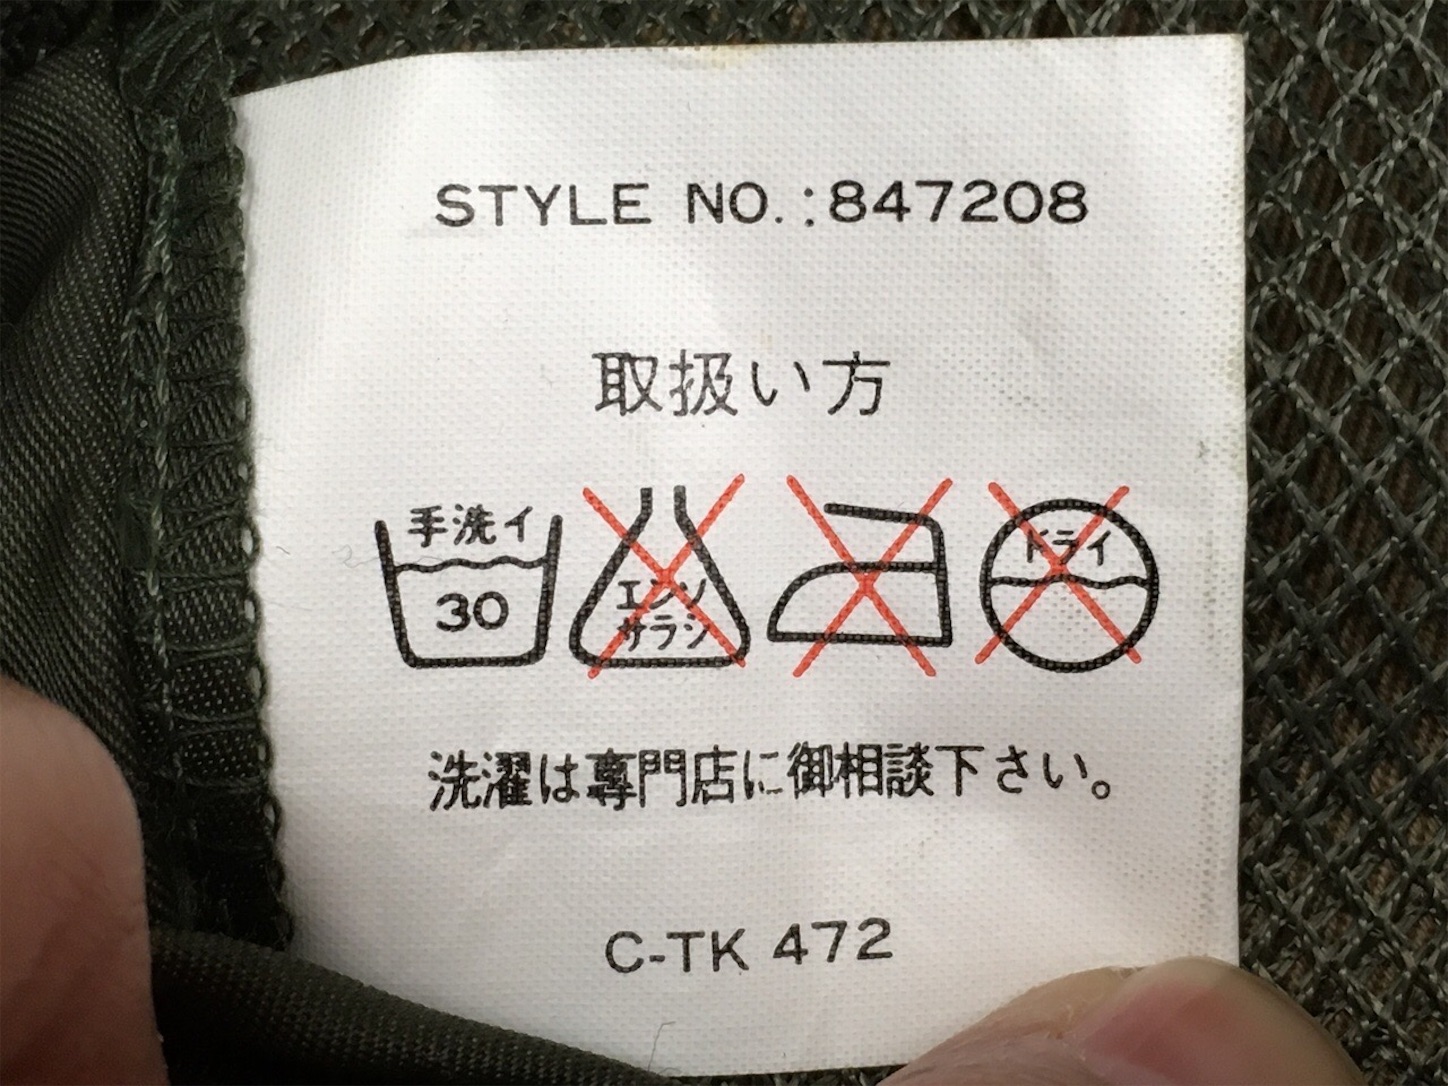 STYLE NO.:847208
取扱い方
手洗イ
30
エンソ
サラシ
ドライ
洗濯は專門店に御相談下さい。
C-TK 472